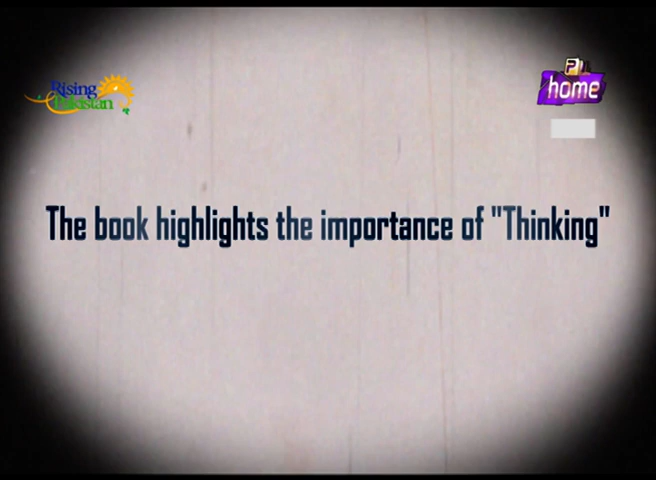 Rising
Pakistan
home
The book highlights the importance of "Thinking"